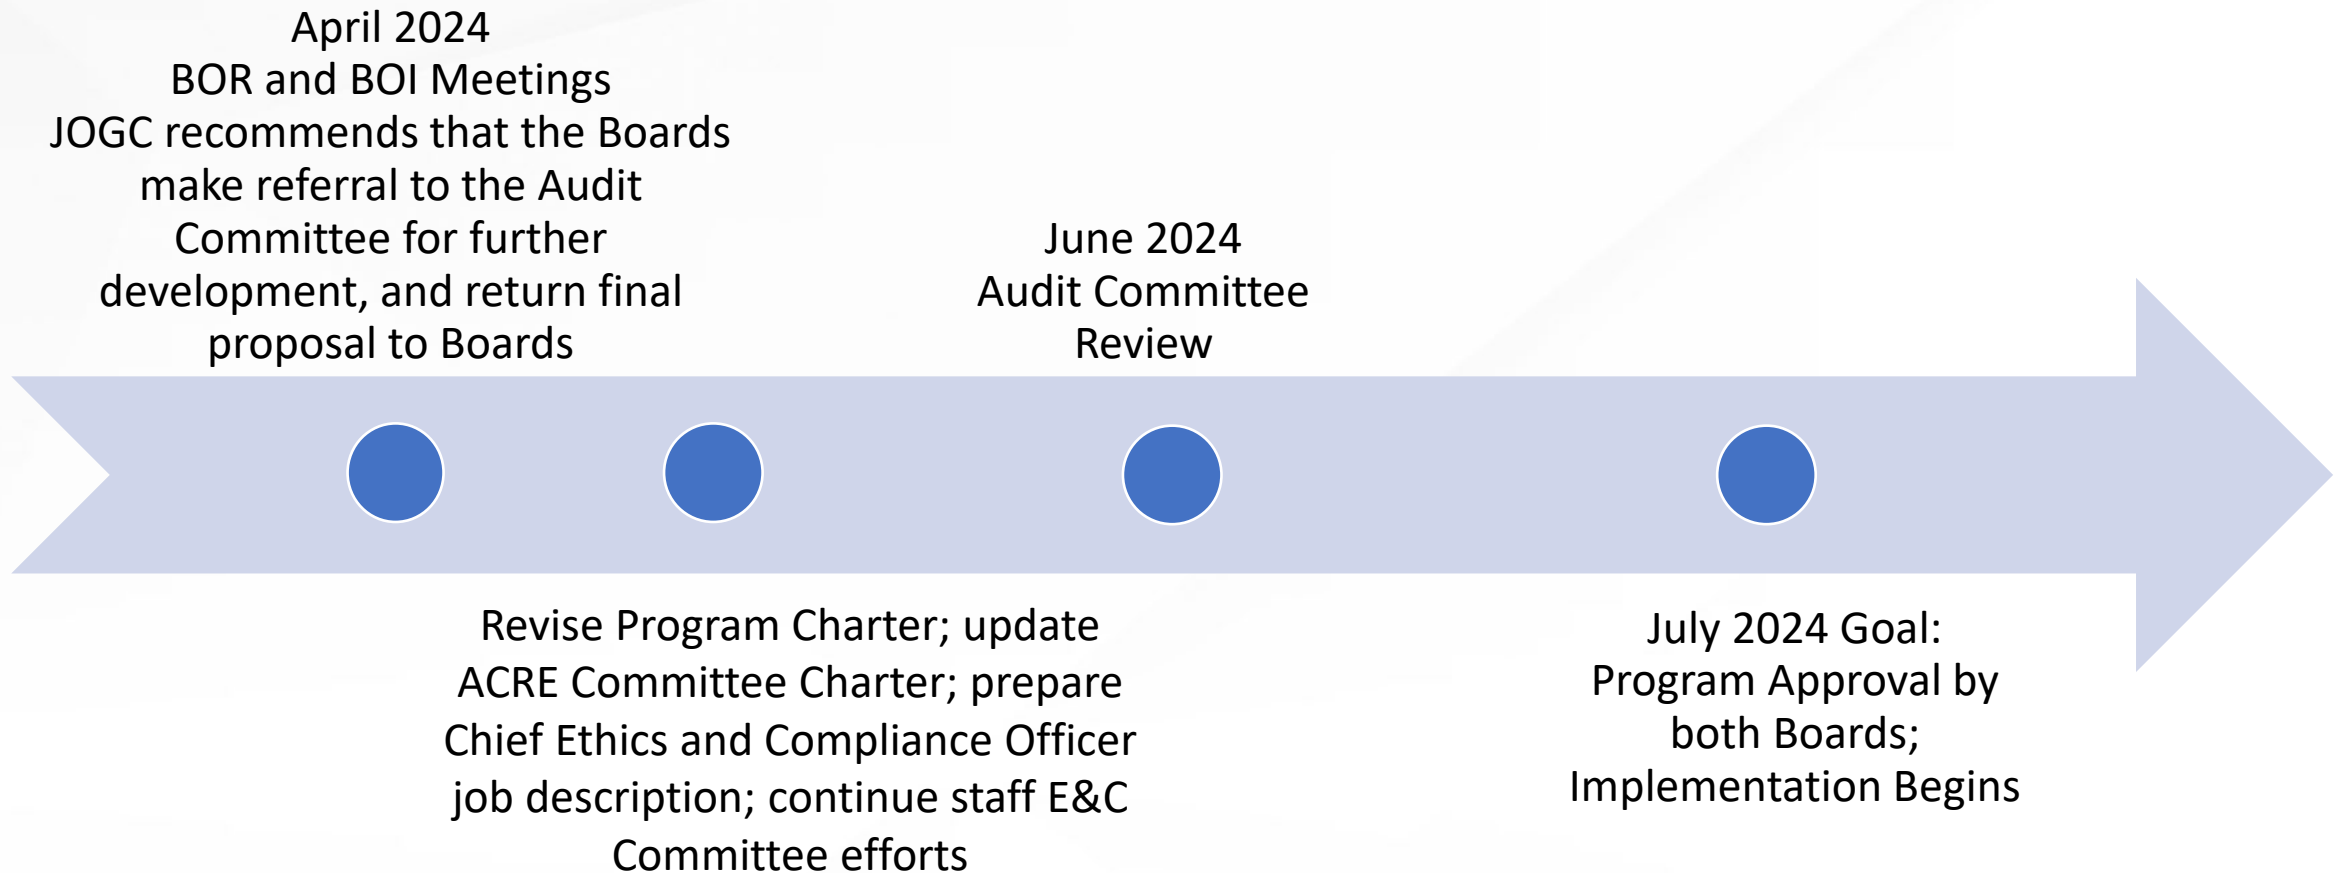 April 2024
BOR and BOI Meetings
JOGC recommends that the Boards
make referral to the Audit
Committee for further
development, and return final
proposal to Boards
Revise Program Charter; update
ACRE Committee Charter; prepare
Chief Ethics and Compliance Officer
job description; continue staff E&C
Committee efforts
June 2024
Audit Committee
Review
July 2024 Goal:
Program Approval by
both Boards;
Implementation Begins